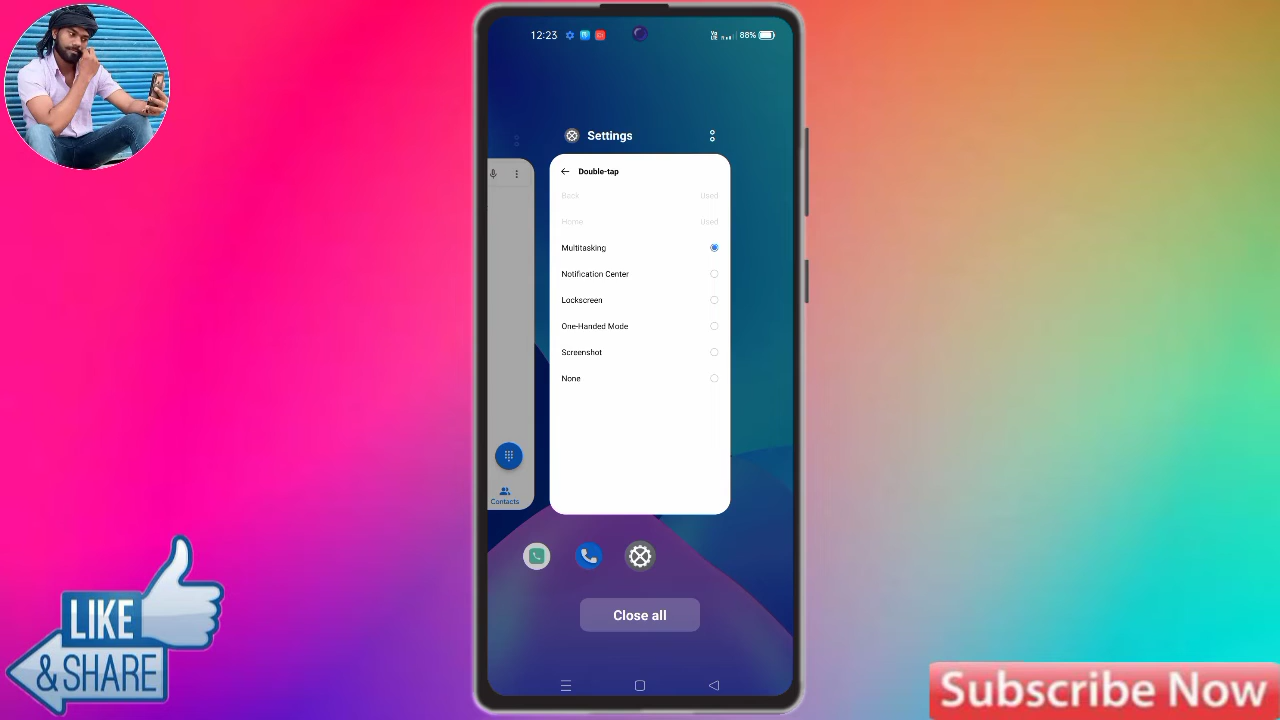 12:23
88%
Settings
Double-tap
Back Used
Home Used
Multitasking
Notification Center
Lockscreen
One-Handed Mode
Screenshot
None
Contacts
Close all
LIKE
& SHARE
Subscribe Now